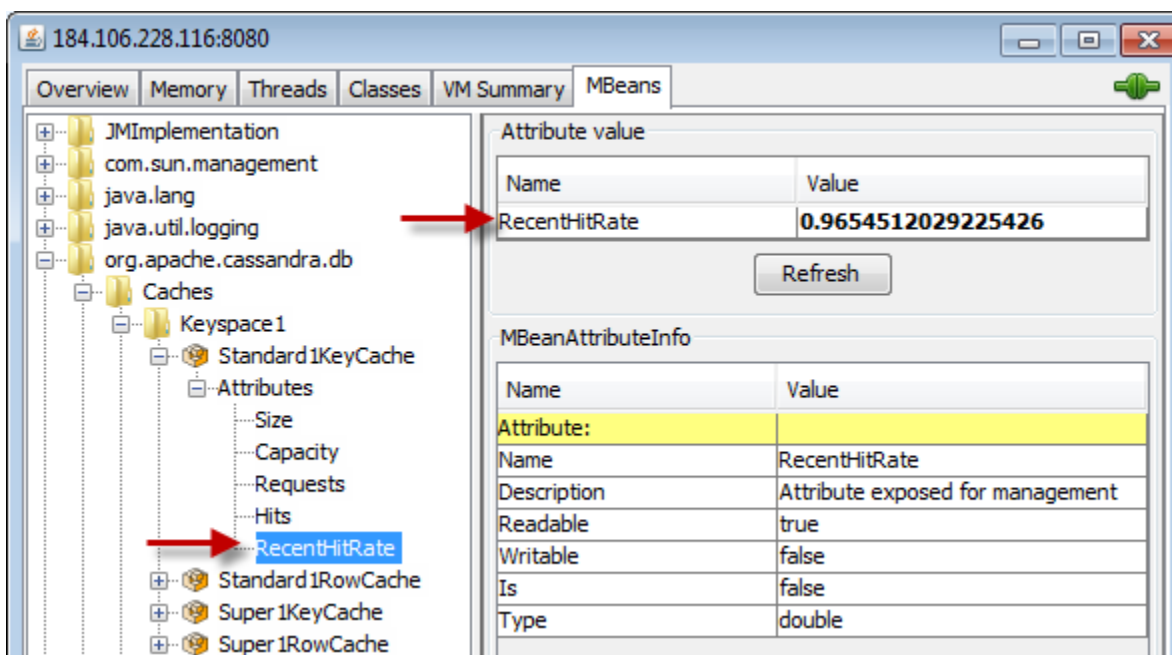 184.106.228.116:8080
Overview Memory Threads Classes VM Summary MBeans
JMImplementation
com.sun.management
java.lang
java.util.logging
org.apache.cassandra.db
Caches
Keyspace1
Standard1KeyCache
Attributes
Size
Capacity
Requests
Hits
RecentHitRate
Standard1RowCache
Super1KeyCache
Super1RowCache
Attribute value
Name Value
RecentHitRate 0.9654512029225426
Refresh
MBeanAttributeInfo
Name Value
Attribute:
Name RecentHitRate
Description Attribute exposed for management
Readable true
Writable false
Is false
Type double